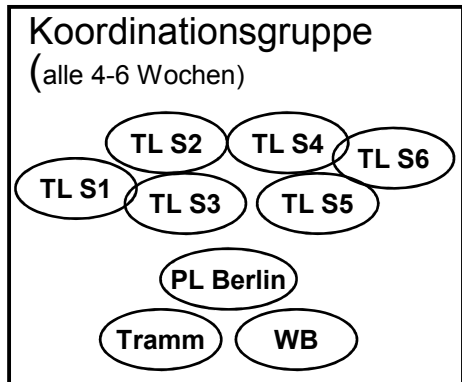 Koordinationsgruppe
(alle 4-6 Wochen)
TL S2 TL S4
TL S6
TL S1
TL S3 TL S5
PL Berlin
Tramm WB